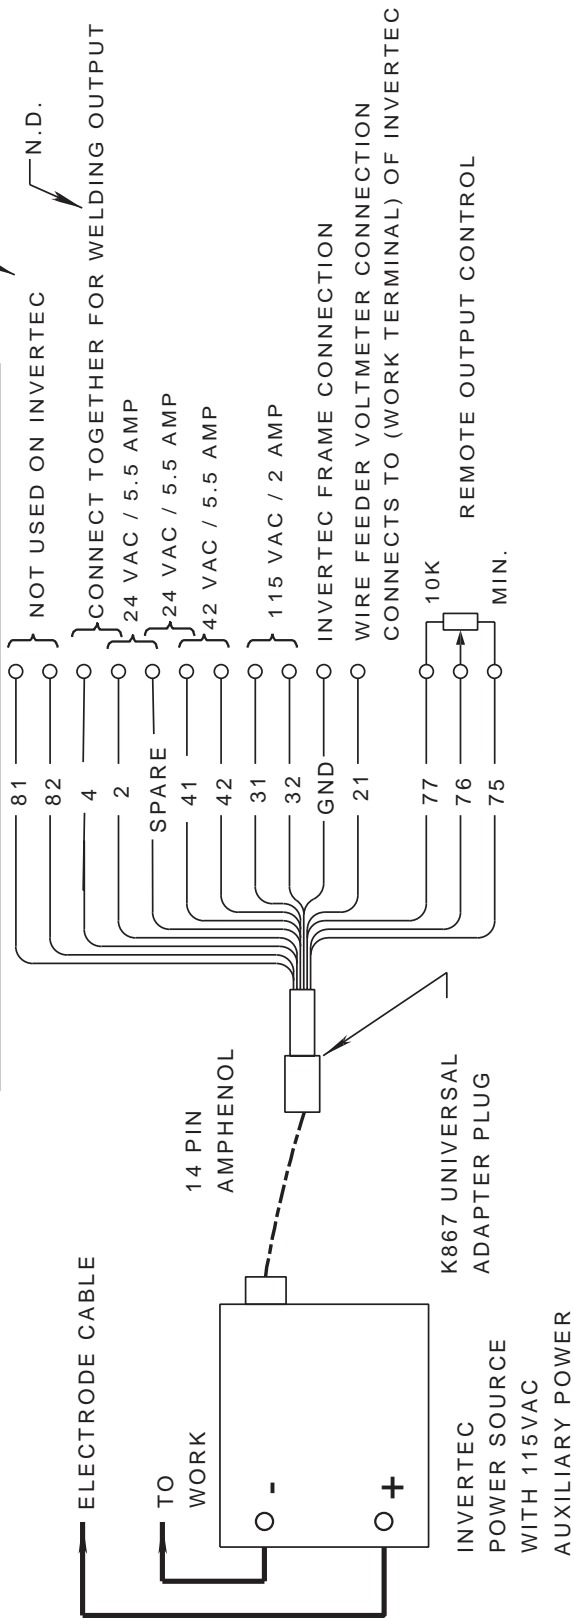 ELECTRODE CABLE
TO
WORK
-
+
INVERTEC
POWER SOURCE
WITH 115VAC
AUXILIARY POWER
14 PIN
AMPHENOL
K867 UNIVERSAL
ADAPTER PLUG
81
82
4
2
SPARE
41
42
31
32
GND
21
77
76
75
NOT USED ON INVERTEC
N.D.
CONNECT TOGETHER FOR WELDING OUTPUT
24 VAC / 5.5 AMP
24 VAC / 5.5 AMP
42 VAC / 5.5 AMP
115 VAC / 2 AMP
INVERTEC FRAME CONNECTION
WIRE FEEDER VOLTMETER CONNECTION
CONNECTS TO (WORK TERMINAL) OF INVERTEC
10K
REMOTE OUTPUT CONTROL
MIN.